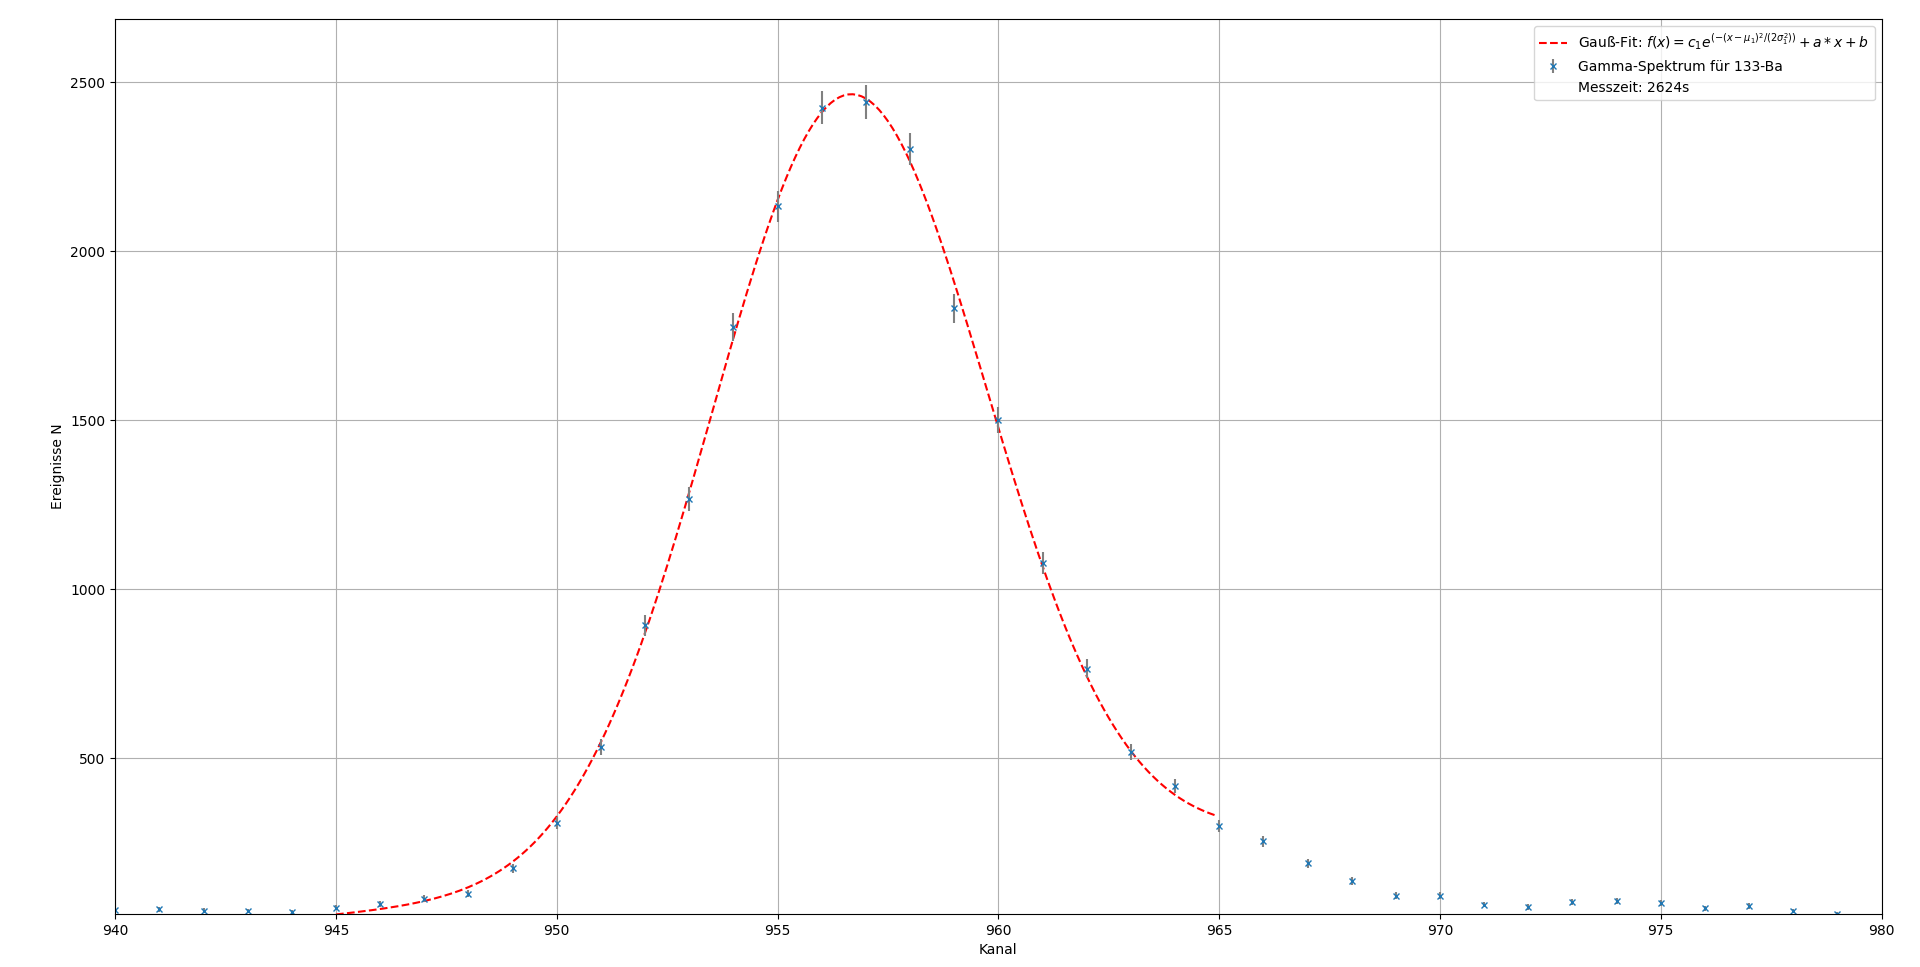 Gauß-Fit: f(x) = c₁e^(−(x − μ₁)²/(2σ₁²)) + a * x + b
Gamma-Spektrum für 133-Ba
Messzeit: 2624s
2500
2000
1500
1000
500
Ereignisse N
940 945 950 955 960 965 970 975 980
Kanal